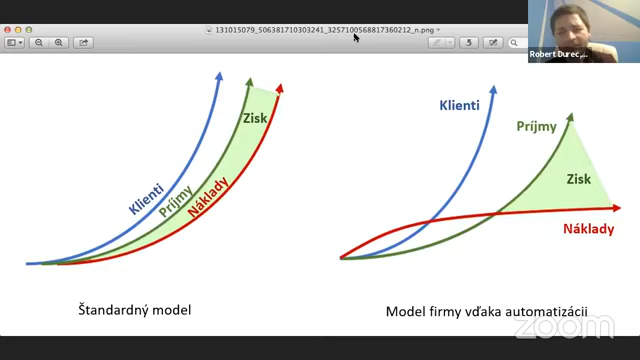 131015079_506381710303241_3257100568817360212_n.png
Robert Durec,...
Klienti
Príjmy
Náklady
Zisk
Štandardný model
Klienti
Príjmy
Zisk
Náklady
Model firmy vďaka automatizácii
zoom